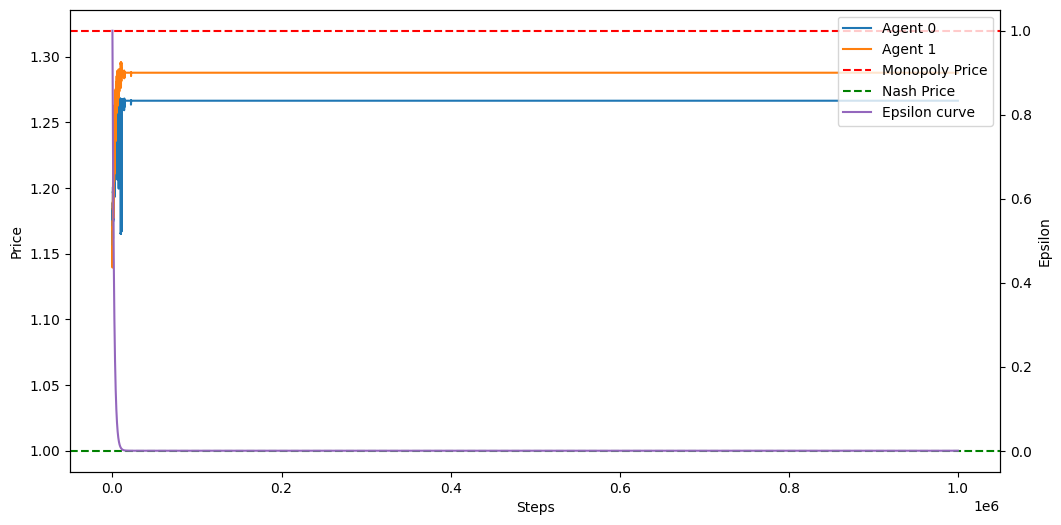 Agent 0
Agent 1
Monopoly Price
Nash Price
Epsilon curve
1.30
1.25
1.20
1.15
1.10
1.05
1.00
Price
1.0
0.8
0.6
0.4
0.2
0.0
Epsilon
0.0
0.2
0.4
0.6
0.8
1.0
1e6
Steps